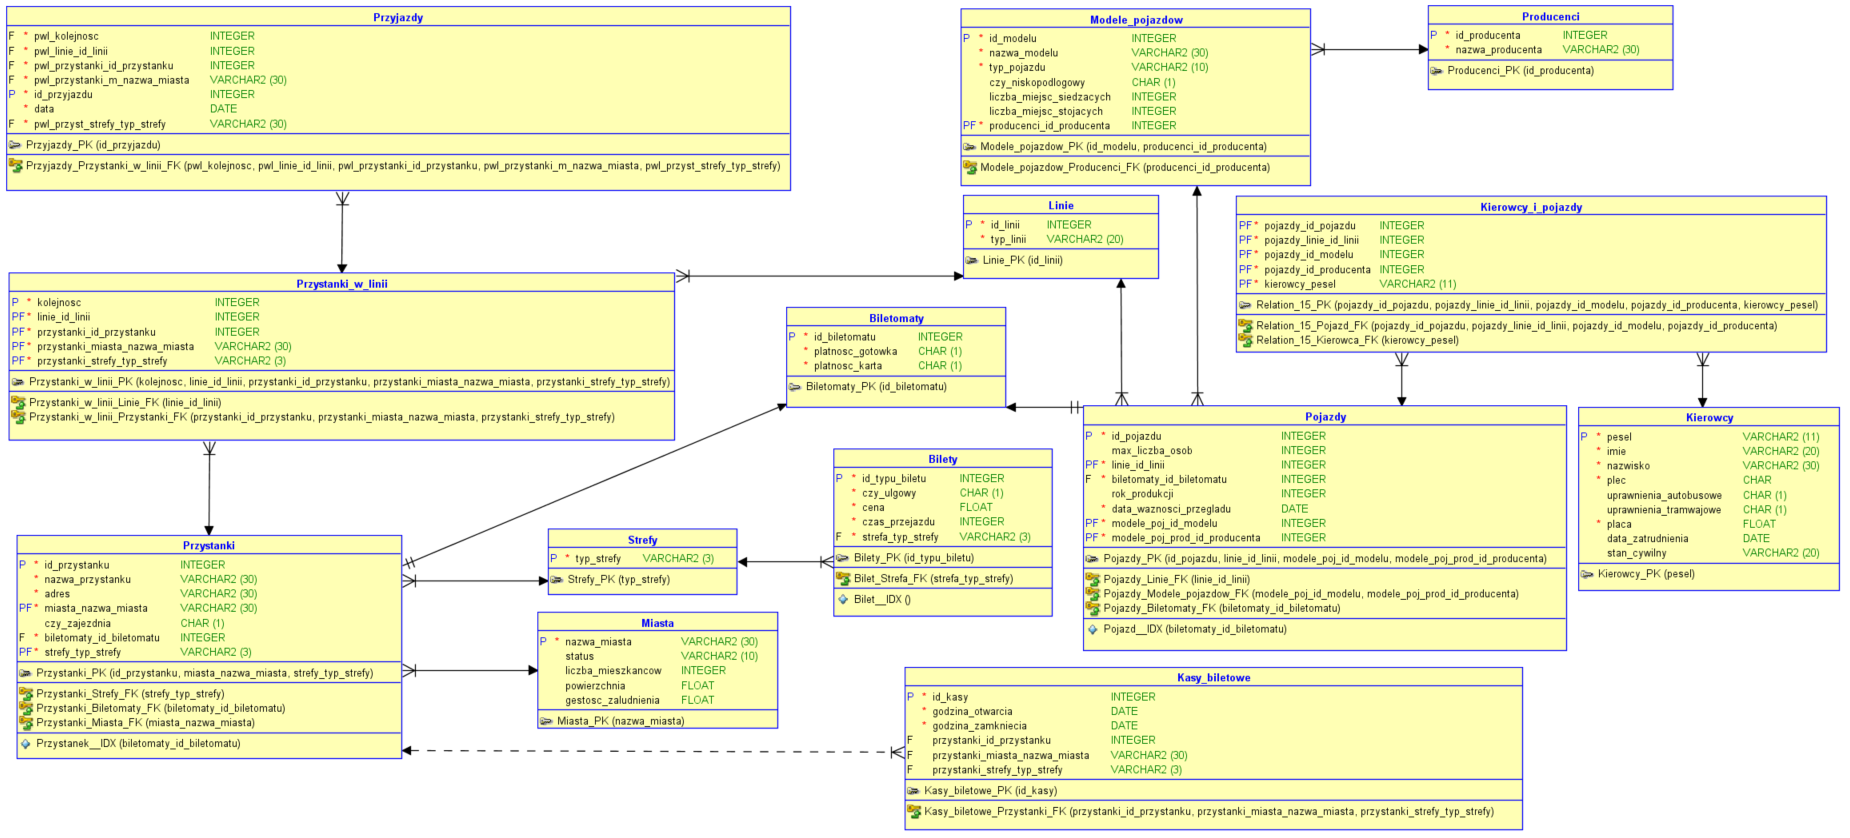 Przyjazdy
F * pwl_kolejnosc INTEGER
F * pwl_linie_id_linii INTEGER
F * pwl_przystanki_id_przystanku INTEGER
F * pwl_przystanki_m_nazwa_miasta VARCHAR2 (30)
P * id_przyjazdu INTEGER
* data DATE
F * pwl_przyst_strefy_typ_strefy VARCHAR2 (30)
Przyjazdy_PK (id_przyjazdu)
Przyjazdy_Przystanki_w_linii_FK (pwl_kolejnosc, pwl_linie_id_linii, pwl_przystanki_id_przystanku, pwl_przystanki_m_nazwa_miasta, pwl_przyst_strefy_typ_strefy)
Modele_pojazdow
P * id_modelu INTEGER
* nazwa_modelu VARCHAR2 (30)
* typ_pojazdu VARCHAR2 (10)
czy_niskopodlogowy CHAR (1)
liczba_miejsc_siedzacych INTEGER
liczba_miejsc_stojacych INTEGER
PF * producenci_id_producenta INTEGER
Modele_pojazdow_PK (id_modelu, producenci_id_producenta)
Modele_pojazdow_Producenci_FK (producenci_id_producenta)
Producenci
P * id_producenta INTEGER
* nazwa_producenta VARCHAR2 (30)
Producenci_PK (id_producenta)
Linie
P * id_linii INTEGER
* typ_linii VARCHAR2 (20)
Linie_PK (id_linii)
Kierowcy_i_pojazdy
PF * pojazdy_id_pojazdu INTEGER
PF * pojazdy_linie_id_linii INTEGER
PF * pojazdy_id_modelu INTEGER
PF * pojazdy_id_producenta INTEGER
PF * kierowcy_pesel VARCHAR2 (11)
Relation_15_PK (pojazdy_id_pojazdu, pojazdy_linie_id_linii, pojazdy_id_modelu, pojazdy_id_producenta, kierowcy_pesel)
Relation_15_Pojazd_FK (pojazdy_id_pojazdu, pojazdy_linie_id_linii, pojazdy_id_modelu, pojazdy_id_producenta)
Relation_15_Kierowca_FK (kierowcy_pesel)
Przystanki_w_linii
P * kolejnosc INTEGER
PF * linie_id_linii INTEGER
PF * przystanki_id_przystanku INTEGER
PF * przystanki_miasta_nazwa_miasta VARCHAR2 (30)
PF * przystanki_strefy_typ_strefy VARCHAR2 (3)
Przystanki_w_linii_PK (kolejnosc, linie_id_linii, przystanki_id_przystanku, przystanki_miasta_nazwa_miasta, przystanki_strefy_typ_strefy)
Przystanki_w_linii_Linie_FK (linie_id_linii)
Przystanki_w_linii_Przystanki_FK (przystanki_id_przystanku, przystanki_miasta_nazwa_miasta, przystanki_strefy_typ_strefy)
Biletomaty
P * id_biletomatu INTEGER
* platnosc_gotowka CHAR (1)
* platnosc_karta CHAR (1)
Biletomaty_PK (id_biletomatu)
Pojazdy
P * id_pojazdu INTEGER
max_liczba_osob INTEGER
PF * linie_id_linii INTEGER
F * biletomaty_id_biletomatu INTEGER
rok_produkcji INTEGER
* data_waznosci_przegladu DATE
PF * modele_poj_id_modelu INTEGER
PF * modele_poj_prod_id_producenta INTEGER
Pojazdy_PK (id_pojazdu, linie_id_linii, modele_poj_id_modelu, modele_poj_prod_id_producenta)
Pojazdy_Linie_FK (linie_id_linii)
Pojazdy_Modele_pojazdow_FK (modele_poj_id_modelu, modele_poj_prod_id_producenta)
Pojazdy_Biletomaty_FK (biletomaty_id_biletomatu)
Pojazd__IDX (biletomaty_id_biletomatu)
Kierowcy
P * pesel VARCHAR2 (11)
* imie VARCHAR2 (20)
* nazwisko VARCHAR2 (30)
* plec CHAR
uprawnienia_autobusowe CHAR (1)
uprawnienia_tramwajowe CHAR (1)
* placa FLOAT
data_zatrudnienia DATE
stan_cywilny VARCHAR2 (20)
Kierowcy_PK (pesel)
Bilety
P * id_typu_biletu INTEGER
* czy_ulgowy CHAR (1)
* cena FLOAT
* czas_przejazdu INTEGER
F * strefa_typ_strefy VARCHAR2 (3)
Bilety_PK (id_typu_biletu)
Bilet_Strefa_FK (strefa_typ_strefy)
Bilet__IDX ()
Strefy
P * typ_strefy VARCHAR2 (3)
Strefy_PK (typ_strefy)
Przystanki
P * id_przystanku INTEGER
* nazwa_przystanku VARCHAR2 (30)
* adres VARCHAR2 (30)
PF * miasta_nazwa_miasta VARCHAR2 (30)
czy_zajezdnia CHAR (1)
F * biletomaty_id_biletomatu INTEGER
PF * strefy_typ_strefy VARCHAR2 (3)
Przystanki_PK (id_przystanku, miasta_nazwa_miasta, strefy_typ_strefy)
Przystanki_Strefy_FK (strefy_typ_strefy)
Przystanki_Biletomaty_FK (biletomaty_id_biletomatu)
Przystanki_Miasta_FK (miasta_nazwa_miasta)
Przystanek__IDX (biletomaty_id_biletomatu)
Miasta
P * nazwa_miasta VARCHAR2 (30)
status VARCHAR2 (10)
liczba_mieszkancow INTEGER
powierzchnia FLOAT
gestosc_zaludnienia FLOAT
Miasta_PK (nazwa_miasta)
Kasy_biletowe
P * id_kasy INTEGER
* godzina_otwarcia DATE
* godzina_zamkniecia DATE
F przystanki_id_przystanku INTEGER
F przystanki_miasta_nazwa_miasta VARCHAR2 (30)
F przystanki_strefy_typ_strefy VARCHAR2 (3)
Kasy_biletowe_PK (id_kasy)
Kasy_biletowe_Przystanki_FK (przystanki_id_przystanku, przystanki_miasta_nazwa_miasta, przystanki_strefy_typ_strefy)